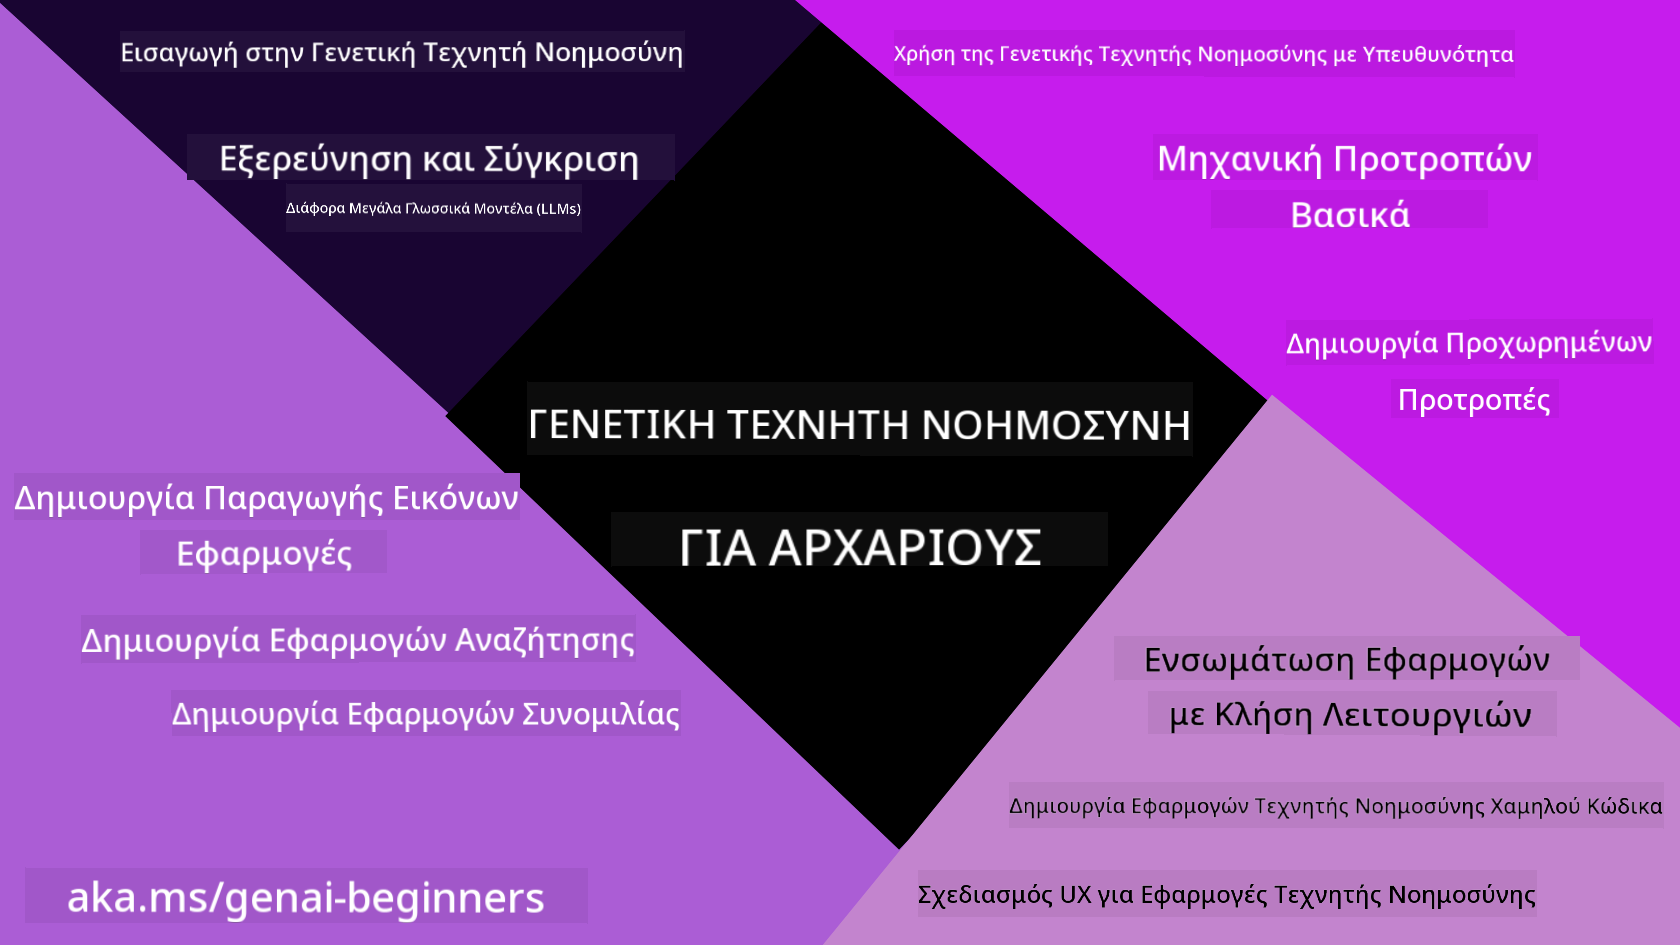 Εισαγωγή στην Γενετική Τεχνητή Νοημοσύνη
Εξερεύνηση και Σύγκριση
Διάφορα Μεγάλα Γλωσσικά Μοντέλα (LLMs)
Χρήση της Γενετικής Τεχνητής Νοημοσύνης με Υπευθυνότητα
Μηχανική Προτροπών
Βασικά
Δημιουργία Προχωρημένων
Προτροπές
ΓΕΝΕΤΙΚΗ ΤΕΧΝΗΤΗ ΝΟΗΜΟΣΥΝΗ
ΓΙΑ ΑΡΧΑΡΙΟΥΣ
Δημιουργία Παραγωγής Εικόνων
Εφαρμογές
Δημιουργία Εφαρμογών Αναζήτησης
Δημιουργία Εφαρμογών Συνομιλίας
aka.ms/genai-beginners
Ενσωμάτωση Εφαρμογών
με Κλήση Λειτουργιών
Δημιουργία Εφαρμογών Τεχνητής Νοημοσύνης Χαμηλού Κώδικα
Σχεδιασμός UX για Εφαρμογές Τεχνητής Νοημοσύνης